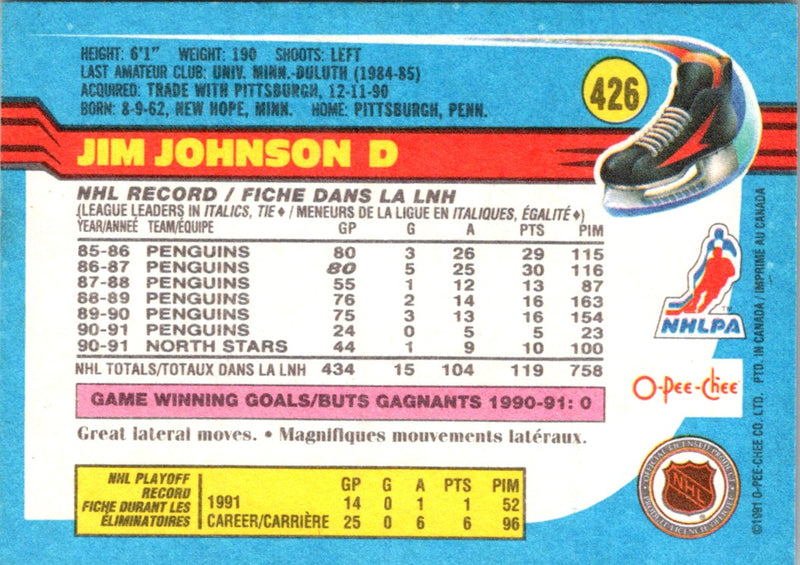 HEIGHT: 6'1" WEIGHT: 190 SHOOTS: LEFT
LAST AMATEUR CLUB: UNIV. MINN.-DULUTH (1984-85)
ACQUIRED: TRADE WITH PITTSBURGH, 12-11-90
BORN: 8-9-62, NEW HOPE, MINN. HOME: PITTSBURGH, PENN.
426
JIM JOHNSON D
NHL RECORD / FICHE DANS LA LNH
(LEAGUE LEADERS IN ITALICS, TIE ♦ / MENEURS DE LA LIGUE EN ITALIQUES, ÉGALITÉ ♦)
YEAR/ANNÉE TEAM/ÉQUIPE GP G A PTS PIM
85-86 PENGUINS 80 3 26 29 115
86-87 PENGUINS 80 5 25 30 116
87-88 PENGUINS 55 1 12 13 87
88-89 PENGUINS 76 2 14 16 163
89-90 PENGUINS 75 3 13 16 154
90-91 PENGUINS 24 0 5 5 23
90-91 NORTH STARS 44 1 9 10 100
NHL TOTALS/TOTAUX DANS LA LNH 434 15 104 119 758
GAME WINNING GOALS/BUTS GAGNANTS 1990-91: 0
Great lateral moves. • Magnifiques mouvements latéraux.
NHL PLAYOFF
RECORD
FICHE DURANT LES
ÉLIMINATOIRES
GP G A PTS PIM
1991 14 0 1 1 52
CAREER/CARRIÈRE 25 0 6 6 96
NHLPA
TM
O-Pee-Chee
OFFICIAL LICENSED PRODUCT
NHL
PRODUIT LICENCIÉ OFFICIEL
©1991 O-PEE-CHEE CO. LTD. PTD. IN CANADA / IMPRIMÉ AU CANADA